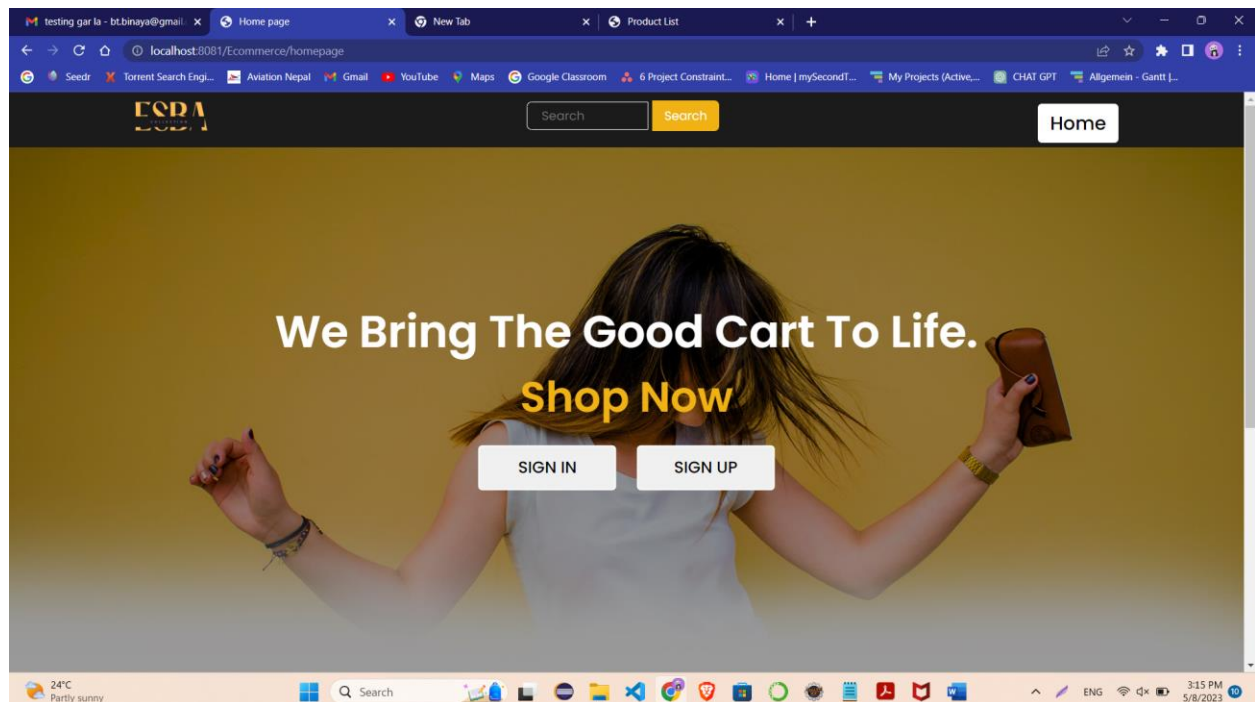 testing gar la - bt.binaya@gmail.
Home page
New Tab
Product List
localhost:8081/Ecommerce/homepage
Seedr
Torrent Search Engi...
Aviation Nepal
Gmail
YouTube
Maps
Google Classroom
6 Project Constraint...
Home | mySecondT...
My Projects (Active,...
CHAT GPT
Allgemein - Gantt |...
ESBA
Search
Search
Home
We Bring The Good Cart To Life.
Shop Now
SIGN IN
SIGN UP
24°C
Partly sunny
Search
ENG
3:15 PM
5/8/2023
10